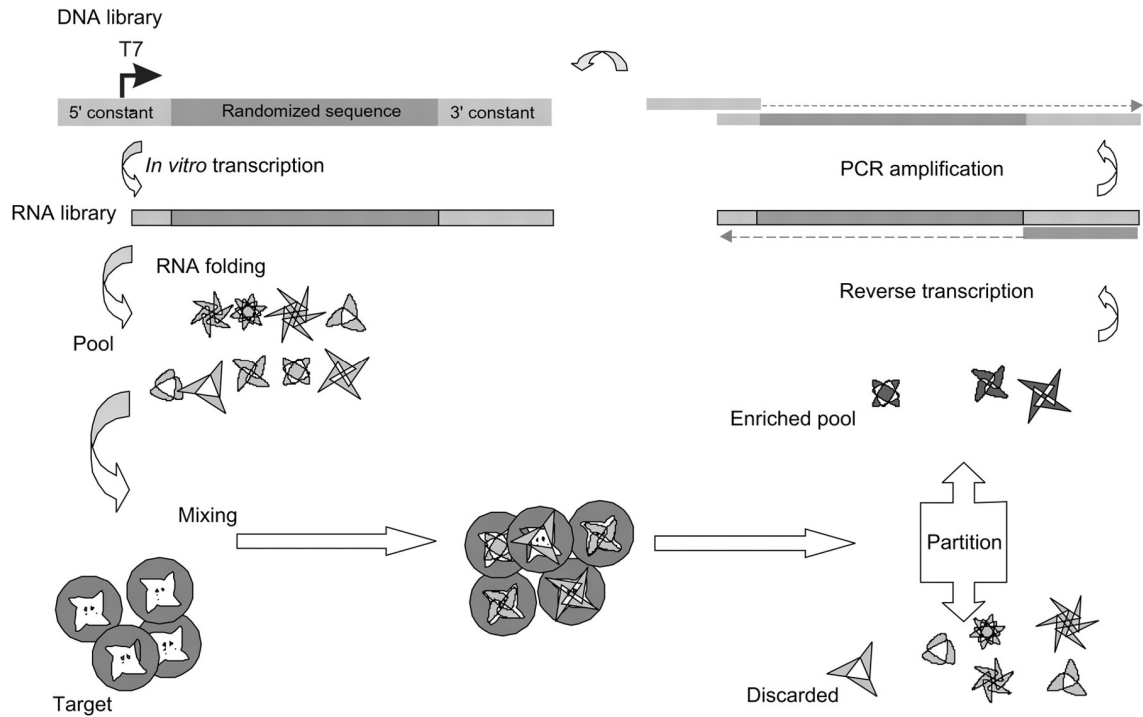 DNA library
T7
5' constant
Randomized sequence
3' constant
In vitro transcription
PCR amplification
RNA library
RNA folding
Reverse transcription
Pool
Enriched pool
Mixing
Partition
Target
Discarded